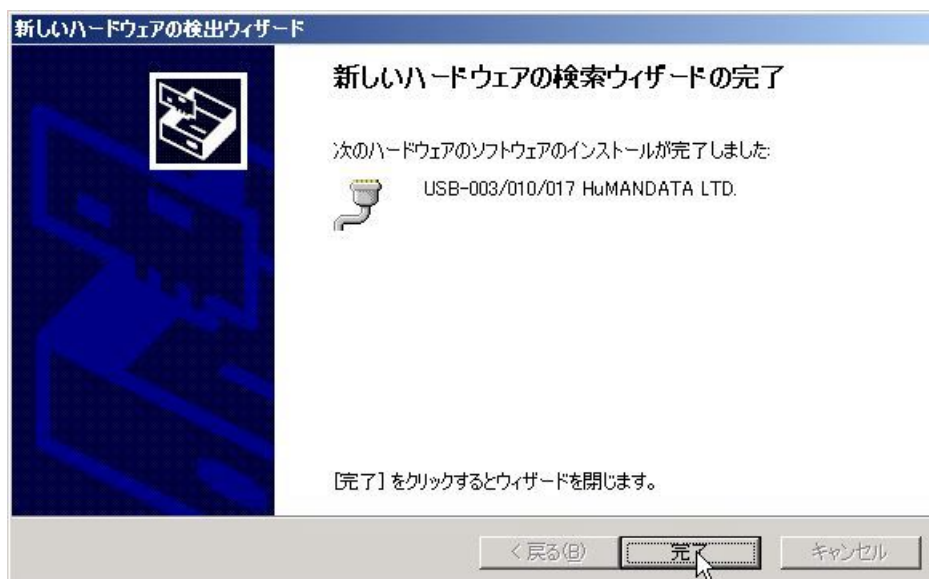 新しいハードウェアの検出ウィザード
新しいハードウェアの検索ウィザードの完了
次のハードウェアのソフトウェアのインストールが完了しました:
USB-003/010/017 HuMANDATA LTD.
[完了] をクリックするとウィザードを閉じます。
< 戻る(B)
完了
キャンセル